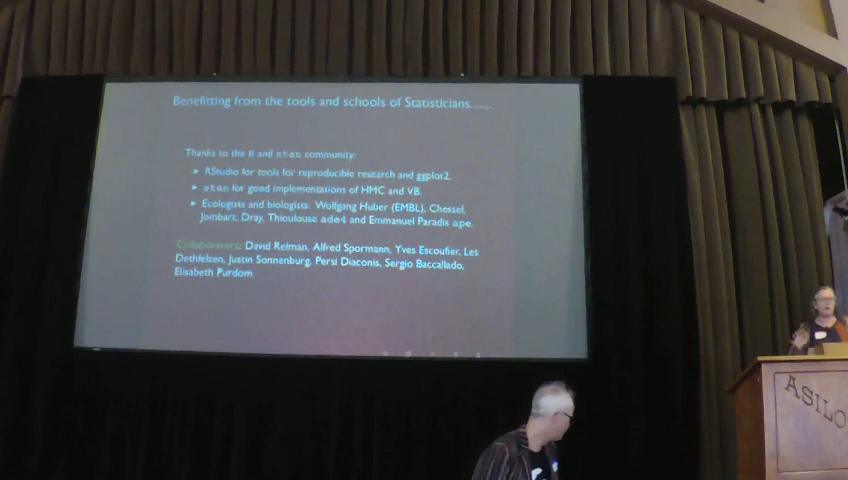 Benefitting from the tools and schools of Statisticians......
Thanks to the R and stan community:
▸ RStudio for tools for reproducible research and ggplot2.
▸ stan for good implementations of HMC and VB.
▸ Ecologists and biologists: Wolfgang Huber (EMBL), Chessel,
Jombart, Dray, Thioulouse ade4 and Emmanuel Paradis ape.
Collaborators: David Relman, Alfred Spormann, Yves Escoufier, Les
Dethlefsen, Justin Sonnenburg, Persi Diaconis, Sergio Baccallado,
Elisabeth Purdom.
ASILO